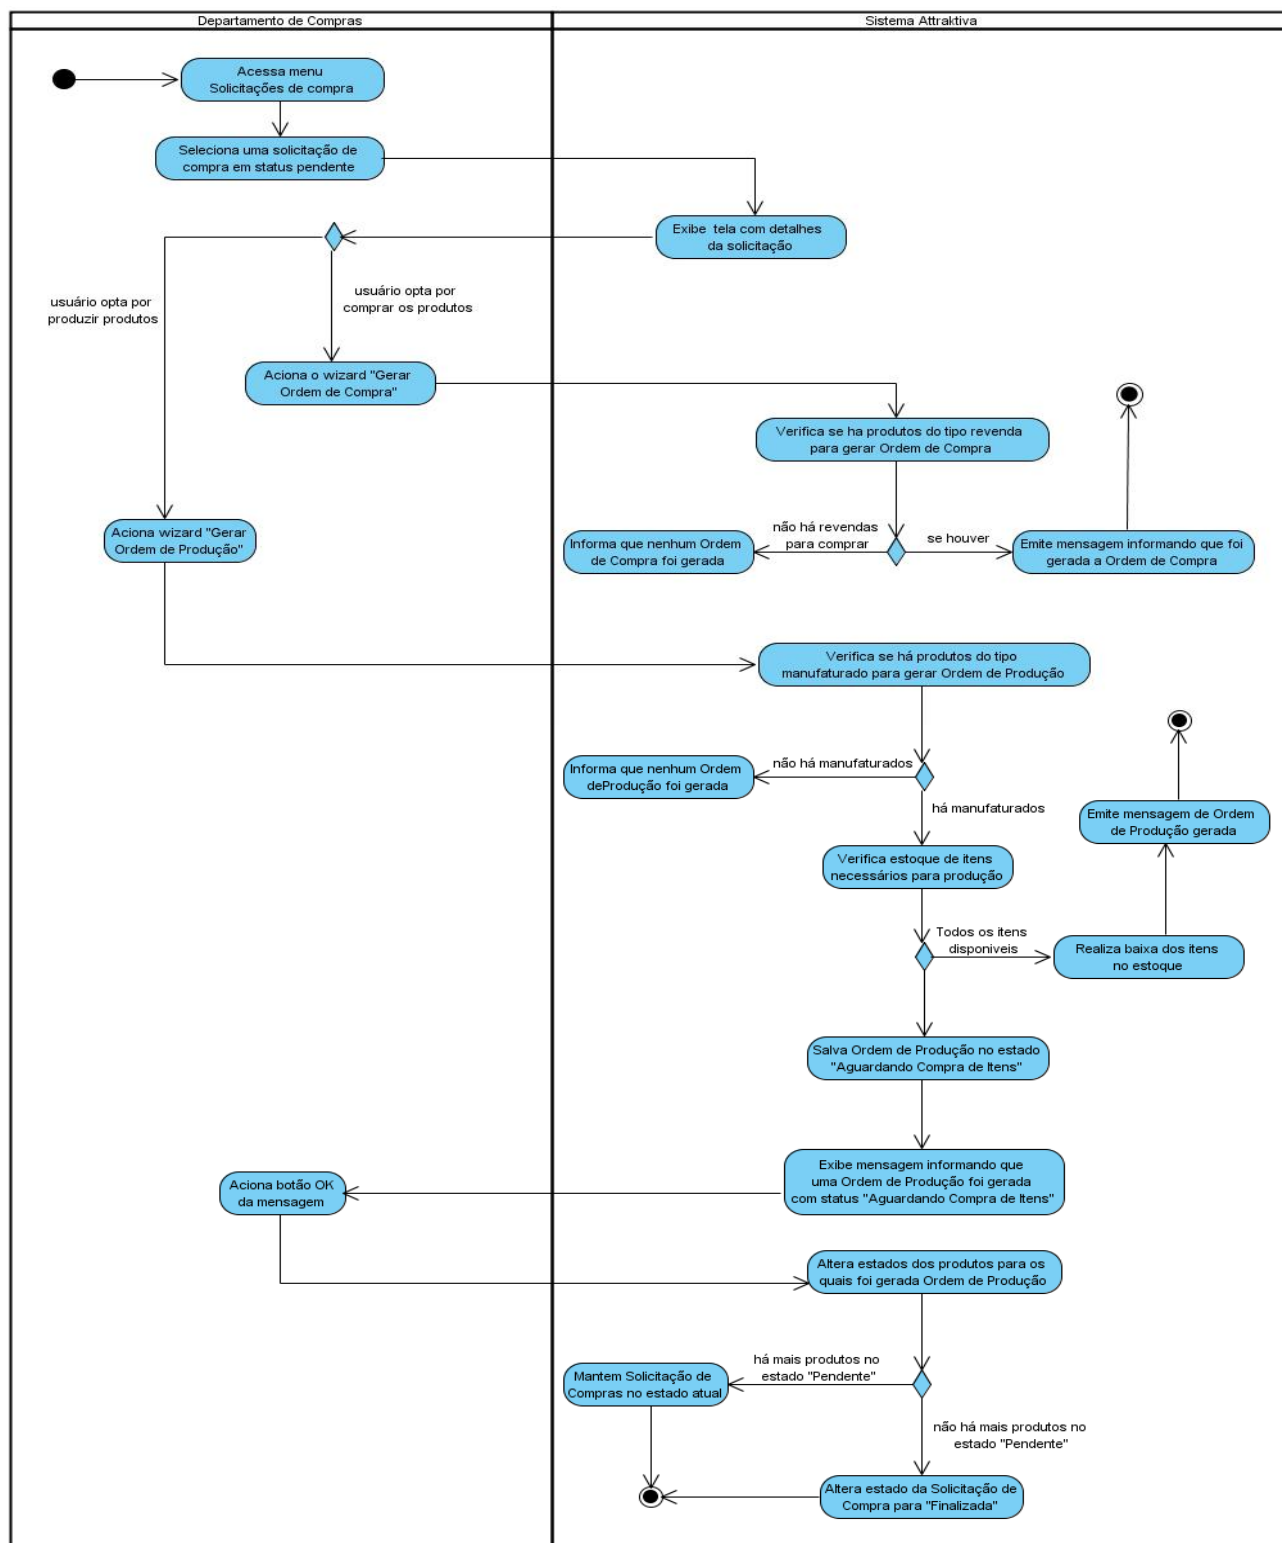 Departamento de Compras
Sistema Attraktiva
Acessa menu
Solicitações de compra
Seleciona uma solicitação de
compra em status pendente
Exibe tela com detalhes
da solicitação
usuário opta por
produzir produtos
usuário opta por
comprar os produtos
Aciona o wizard "Gerar
Ordem de Compra"
Verifica se ha produtos do tipo revenda
para gerar Ordem de Compra
Aciona wizard "Gerar
Ordem de Produção"
não há revendas
para comprar
se houver
Informa que nenhum Ordem
de Compra foi gerada
Emite mensagem informando que foi
gerada a Ordem de Compra
Verifica se há produtos do tipo
manufaturado para gerar Ordem de Produção
não há manufaturados
Informa que nenhum Ordem
deProdução foi gerada
há manufaturados
Emite mensagem de Ordem
de Produção gerada
Verifica estoque de itens
necessários para produção
Todos os itens
disponiveis
Realiza baixa dos itens
no estoque
Salva Ordem de Produção no estado
"Aguardando Compra de Itens"
Exibe mensagem informando que
uma Ordem de Produção foi gerada
com status "Aguardando Compra de Itens"
Aciona botão OK
da mensagem
Altera estados dos produtos para os
quais foi gerada Ordem de Produção
há mais produtos no
estado "Pendente"
Mantem Solicitação de
Compras no estado atual
não há mais produtos no
estado "Pendente"
Altera estado da Solicitação de
Compra para "Finalizada"